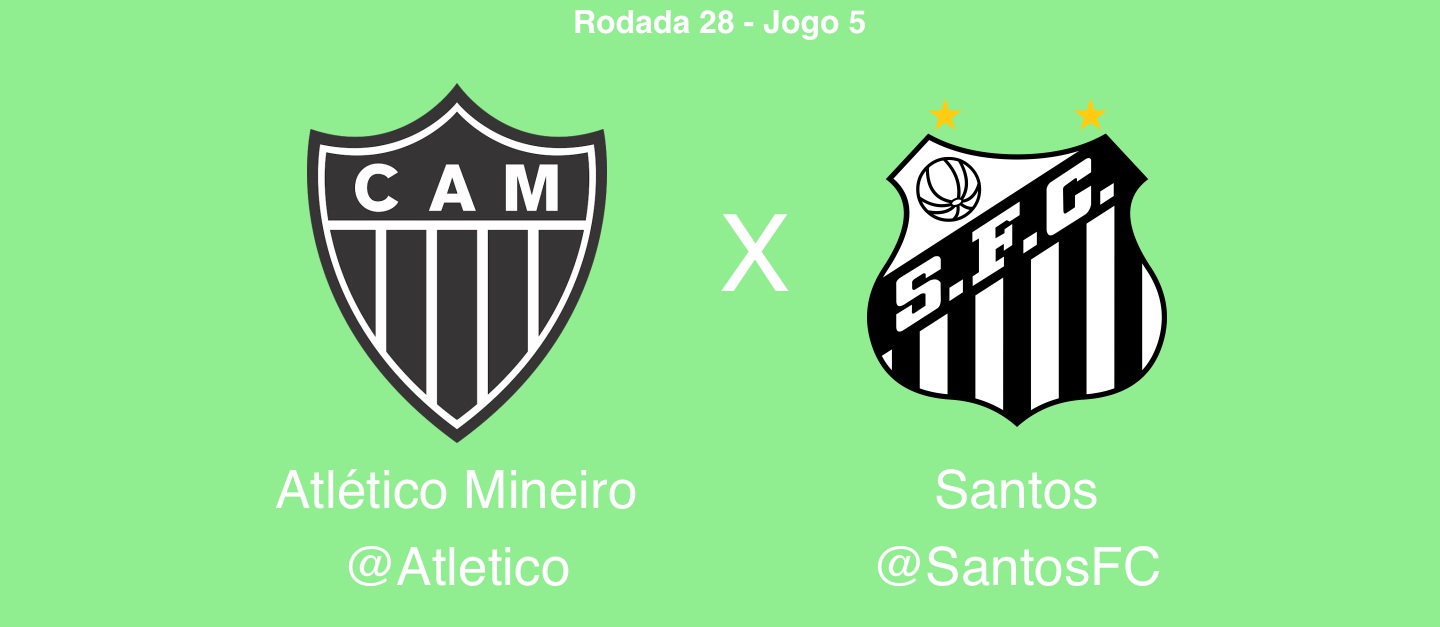 Rodada 28 - Jogo 5
C A M
X
S.F.C.
Atlético Mineiro
Santos
@Atletico
@SantosFC